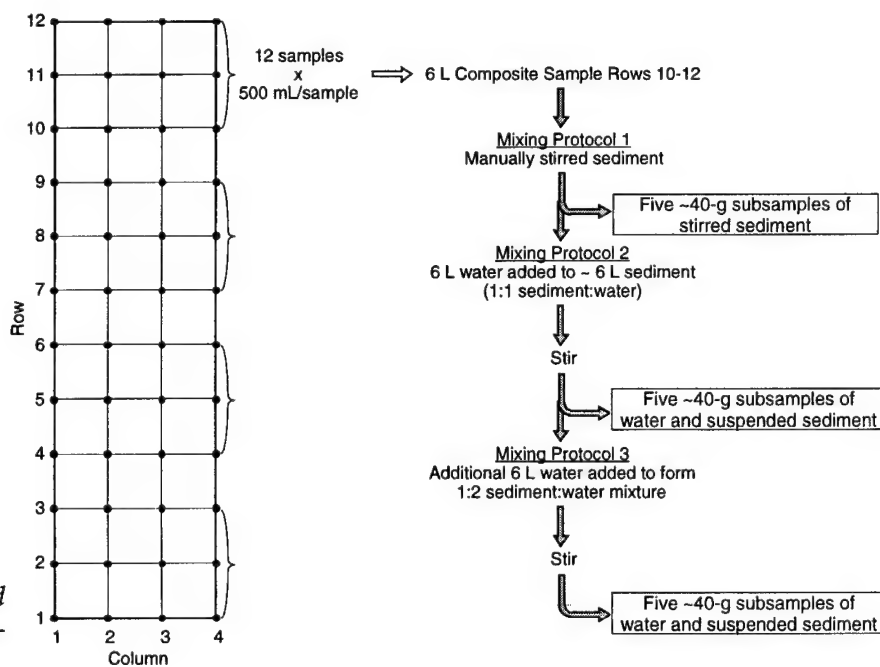 12
11
10
9
8
7
6
5
4
3
2
1
Row
1 2 3 4
Column
12 samples
x
500 mL/sample
6 L Composite Sample Rows 10-12
Mixing Protocol 1
Manually stirred sediment
Five ~40-g subsamples of
stirred sediment
Mixing Protocol 2
6 L water added to ~ 6 L sediment
(1:1 sediment:water)
Stir
Five ~40-g subsamples of
water and suspended sediment
Mixing Protocol 3
Additional 6 L water added to form
1:2 sediment:water mixture
Stir
Five ~40-g subsamples of
water and suspended sediment